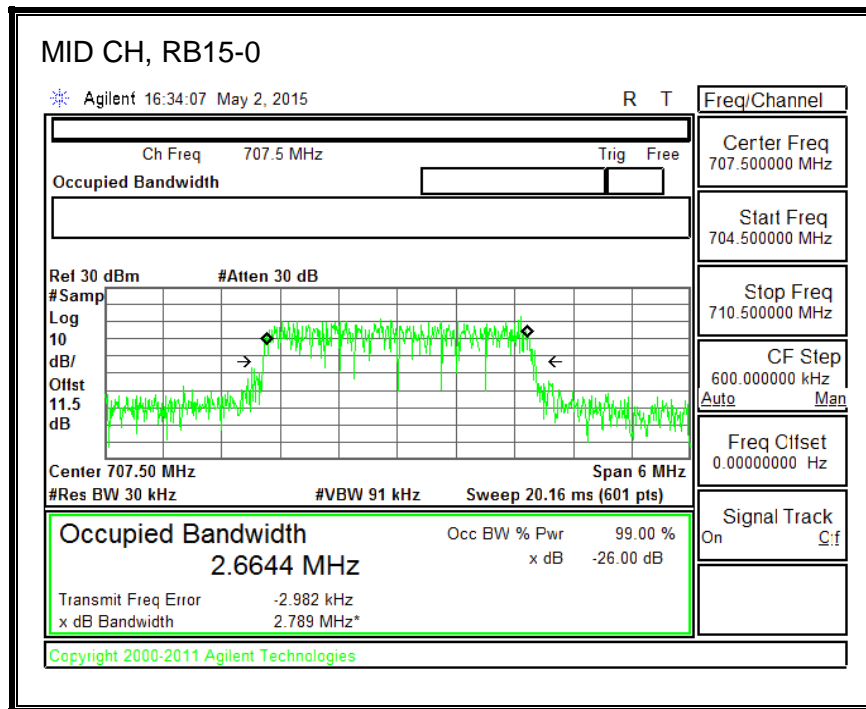 MID CH, RB15-0
Agilent 16:34:07 May 2, 2015 R T
Freq/Channel
Ch Freq 707.5 MHz Trig Free
Occupied Bandwidth
Center Freq
707.500000 MHz
Start Freq
704.500000 MHz
Stop Freq
710.500000 MHz
CF Step
600.000000 kHz
Auto Man
Freq Offset
0.00000000 Hz
Signal Track
On Off
Ref 30 dBm #Atten 30 dB
#Samp
Log
10
dB/
Offst
11.5
dB
Center 707.50 MHz Span 6 MHz
#Res BW 30 kHz #VBW 91 kHz Sweep 20.16 ms (601 pts)
Occupied Bandwidth Occ BW % Pwr 99.00 %
2.6644 MHz x dB -26.00 dB
Transmit Freq Error -2.982 kHz
x dB Bandwidth 2.789 MHz*
Copyright 2000-2011 Agilent Technologies